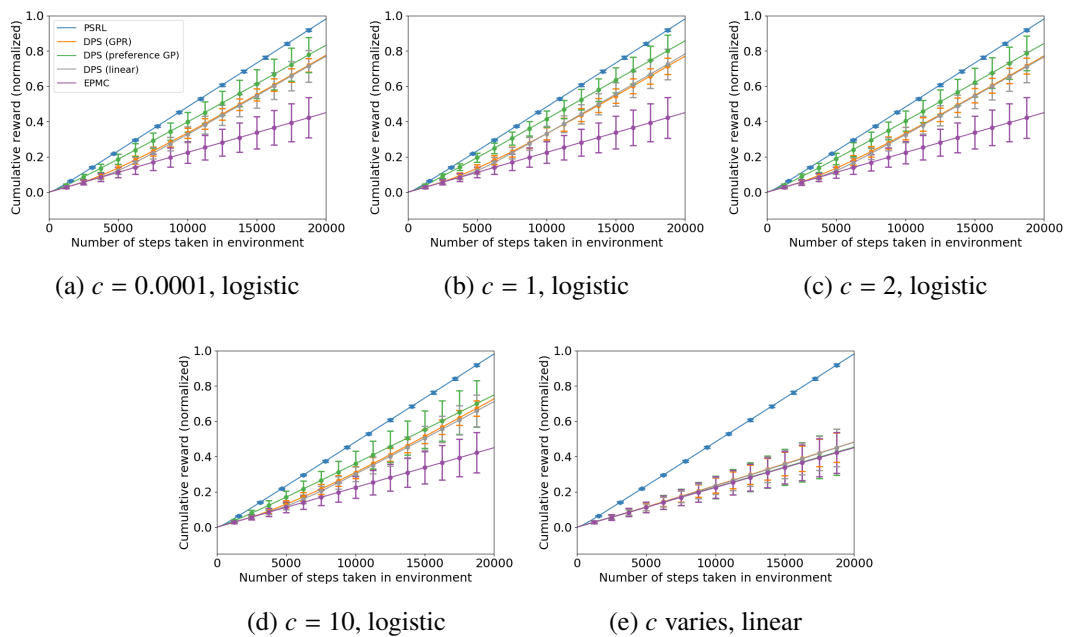 PSRL
DPS (GPR)
DPS (preference GP)
DPS (linear)
EPMC
Cumulative reward (normalized)
1.0
0.8
0.6
0.4
0.2
0.0
0 5000 10000 15000 20000
Number of steps taken in environment
(a) c = 0.0001, logistic
Cumulative reward (normalized)
1.0
0.8
0.6
0.4
0.2
0.0
0 5000 10000 15000 20000
Number of steps taken in environment
(b) c = 1, logistic
Cumulative reward (normalized)
1.0
0.8
0.6
0.4
0.2
0.0
0 5000 10000 15000 20000
Number of steps taken in environment
(c) c = 2, logistic
Cumulative reward (normalized)
1.0
0.8
0.6
0.4
0.2
0.0
0 5000 10000 15000 20000
Number of steps taken in environment
(d) c = 10, logistic
Cumulative reward (normalized)
1.0
0.8
0.6
0.4
0.2
0.0
0 5000 10000 15000 20000
Number of steps taken in environment
(e) c varies, linear